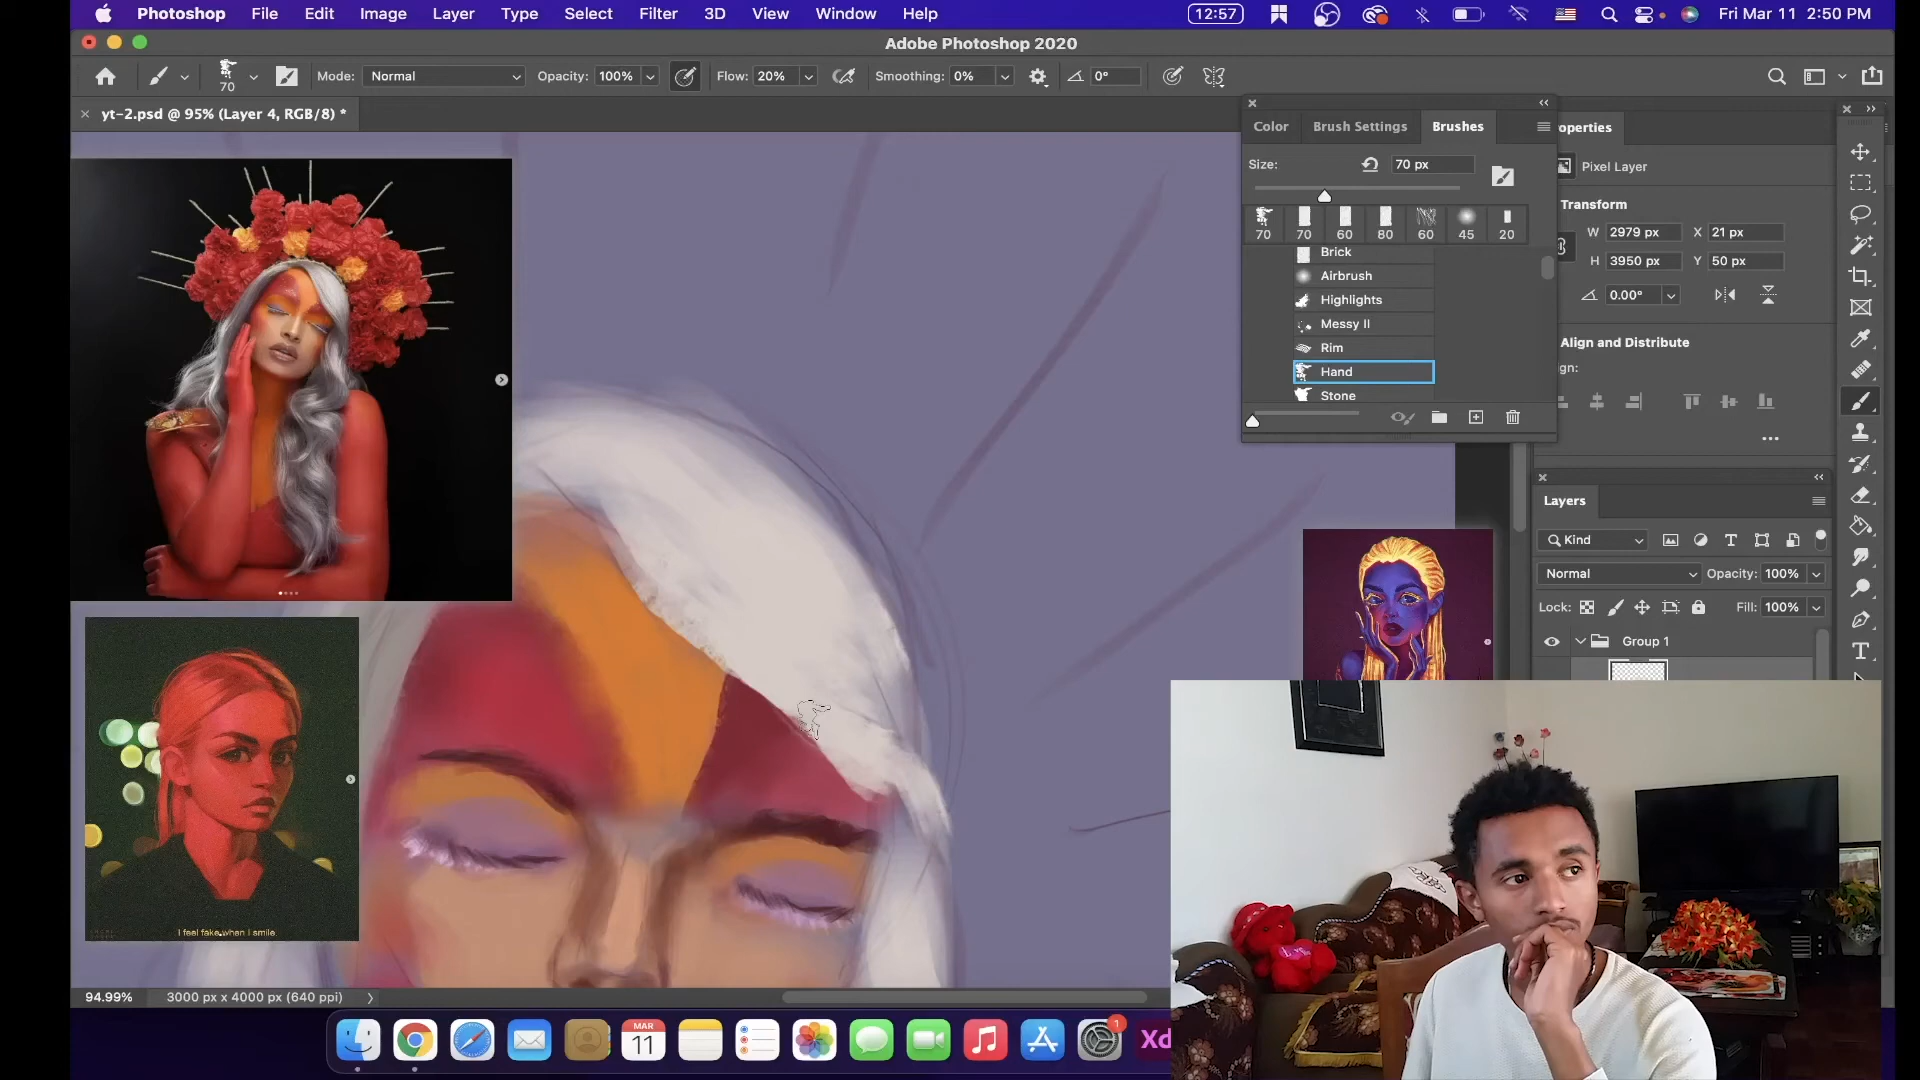 Photoshop File Edit Image Layer Type Select Filter 3D View Window Help 12:57 Fri Mar 11 2:50 PM
Adobe Photoshop 2020
70 Mode: Normal Opacity: 100% Flow: 20% Smoothing: 0% 0°
yt-2.psd @ 95% (Layer 4, RGB/8) *
Color Brush Settings Brushes
Size: 70 px
70 70 60 80 60 45 20
Brick
Airbrush
Highlights
Messy II
Rim
Hand
Stone
operties
Pixel Layer
Transform
W 2979 px X 21 px
H 3950 px Y 50 px
0.00°
Align and Distribute
gn:
Layers
Kind
Normal Opacity: 100%
Lock: Fill: 100%
Group 1
I feel fake when I smile.
94.99% 3000 px x 4000 px (640 ppi)
MAR
11
1
Xd